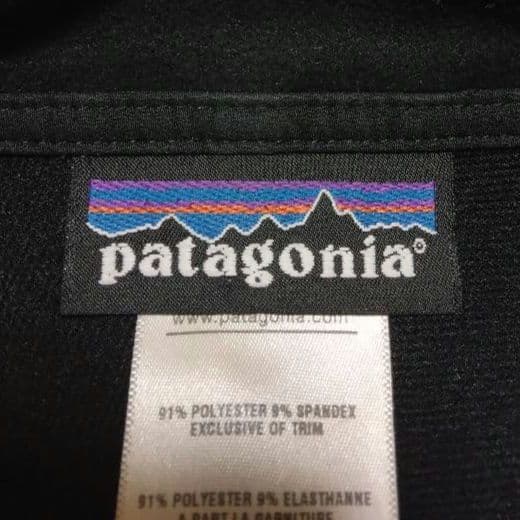 patagonia®
www.patagonia.com
91% POLYESTER 9% SPANDEX
EXCLUSIVE OF TRIM
91% POLYESTER 9% ELASTHANNE
A PART LA GARNITURE